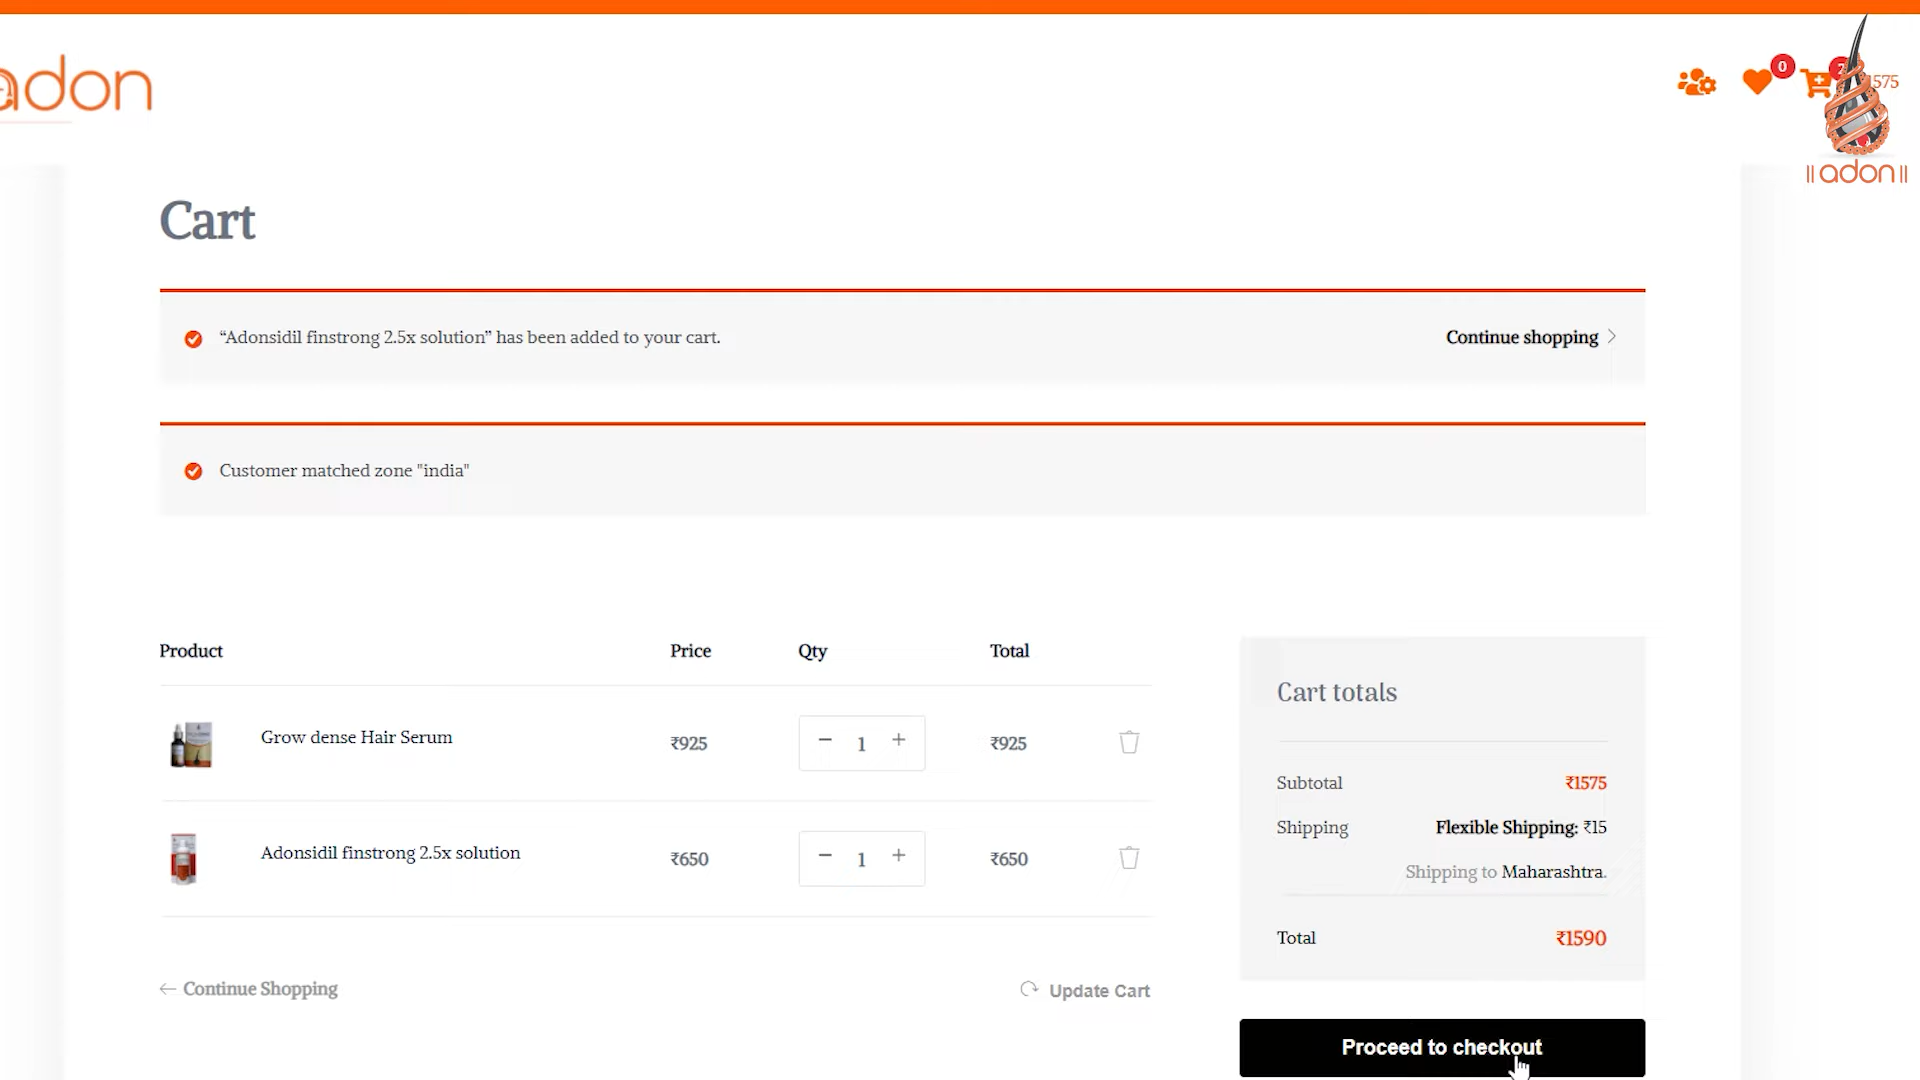 adon
0
575
|| adon ||
Cart
“Adonsidil finstrong 2.5x solution” has been added to your cart.
Continue shopping
Customer matched zone "india"
Product Price Qty Total
Grow dense Hair Serum ₹925 − 1 + ₹925
Adonsidil finstrong 2.5x solution ₹650 − 1 + ₹650
Continue Shopping
Update Cart
Cart totals
Subtotal ₹1575
Shipping Flexible Shipping: ₹15
Shipping to Maharashtra.
Total ₹1590
Proceed to checkout